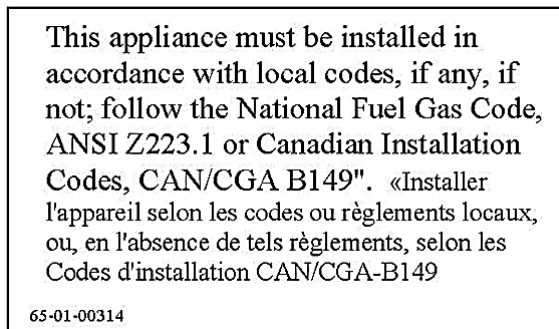 This appliance must be installed in
accordance with local codes, if any, if
not; follow the National Fuel Gas Code,
ANSI Z223.1 or Canadian Installation
Codes, CAN/CGA B149". «Installer
l'appareil selon les codes ou règlements locaux,
ou, en l'absence de tels règlements, selon les
Codes d'installation CAN/CGA-B149
65-01-00314